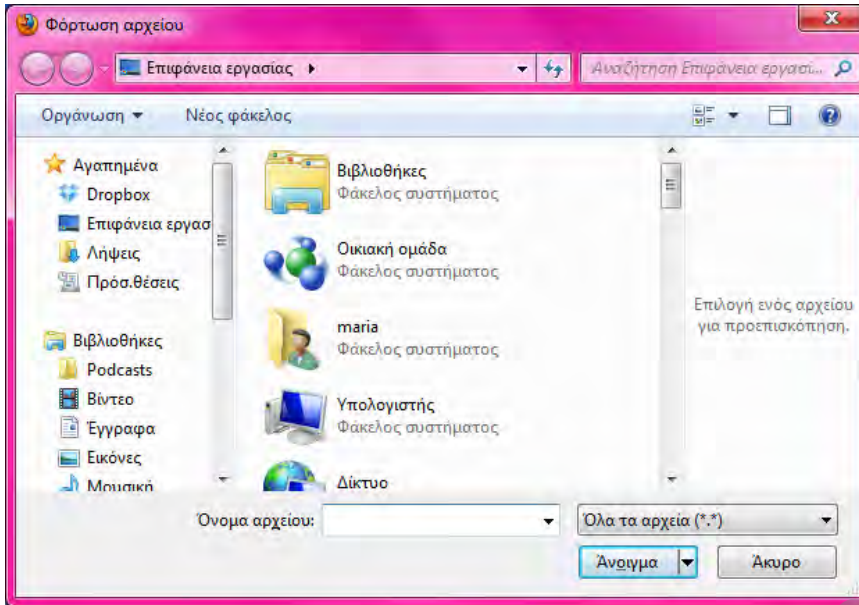 Φόρτωση αρχείου
Επιφάνεια εργασίας
Αναζήτηση Επιφάνεια εργασί...
Οργάνωση
Νέος φάκελος
Αγαπημένα
Dropbox
Επιφάνεια εργασ
Λήψεις
Πρόσ.θέσεις
Βιβλιοθήκες
Podcasts
Βίντεο
Έγγραφα
Εικόνες
Μουσική
Βιβλιοθήκες
Φάκελος συστήματος
Οικιακή ομάδα
Φάκελος συστήματος
maria
Φάκελος συστήματος
Υπολογιστής
Φάκελος συστήματος
Δίκτυο
Επιλογή ενός αρχείου
για προεπισκόπηση.
Όνομα αρχείου:
Όλα τα αρχεία (*.*)
Άνοιγμα
Άκυρο